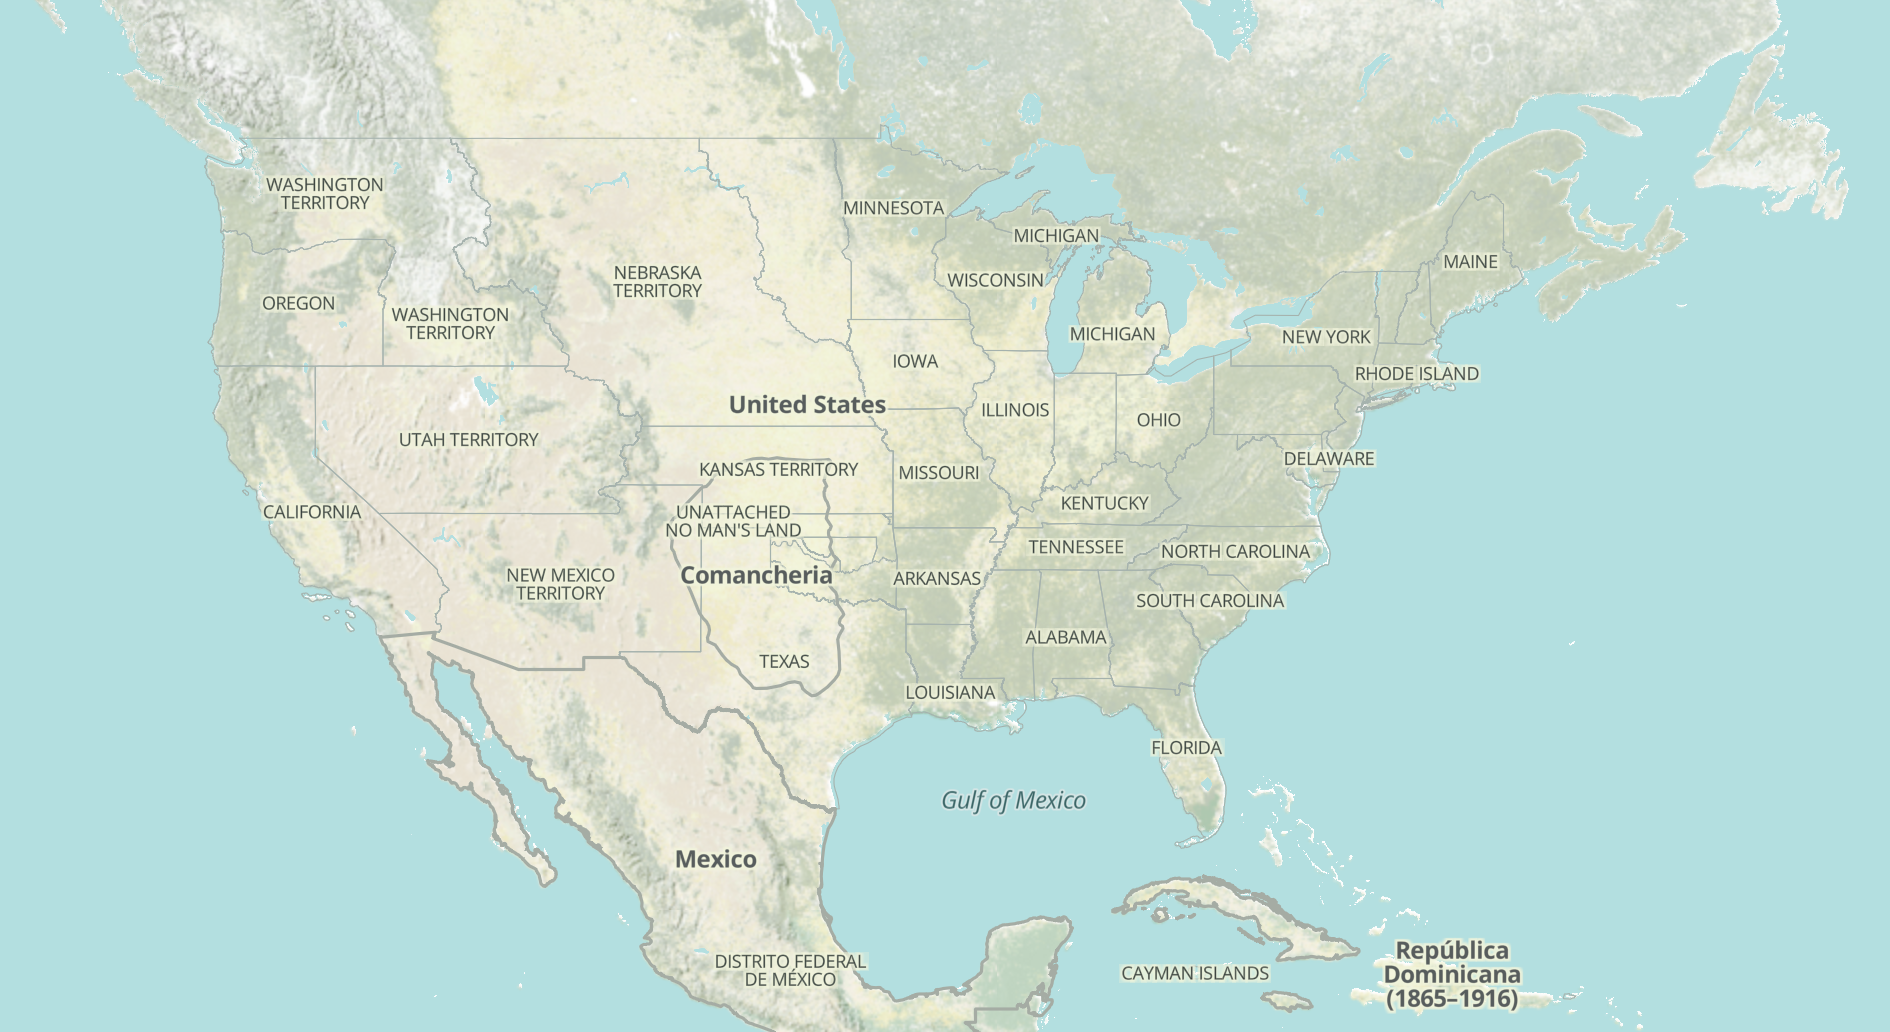 WASHINGTON
TERRITORY
MINNESOTA
MICHIGAN
MAINE
NEBRASKA
TERRITORY
WISCONSIN
OREGON
WASHINGTON
TERRITORY
MICHIGAN
NEW YORK
IOWA
RHODE ISLAND
United States
ILLINOIS
OHIO
UTAH TERRITORY
DELAWARE
KANSAS TERRITORY
MISSOURI
KENTUCKY
CALIFORNIA
UNATTACHED
NO MAN'S LAND
TENNESSEE
NORTH CAROLINA
NEW MEXICO
TERRITORY
Comancheria
ARKANSAS
SOUTH CAROLINA
ALABAMA
TEXAS
LOUISIANA
FLORIDA
Gulf of Mexico
Mexico
DISTRITO FEDERAL
DE MÉXICO
CAYMAN ISLANDS
República
Dominicana
(1865–1916)